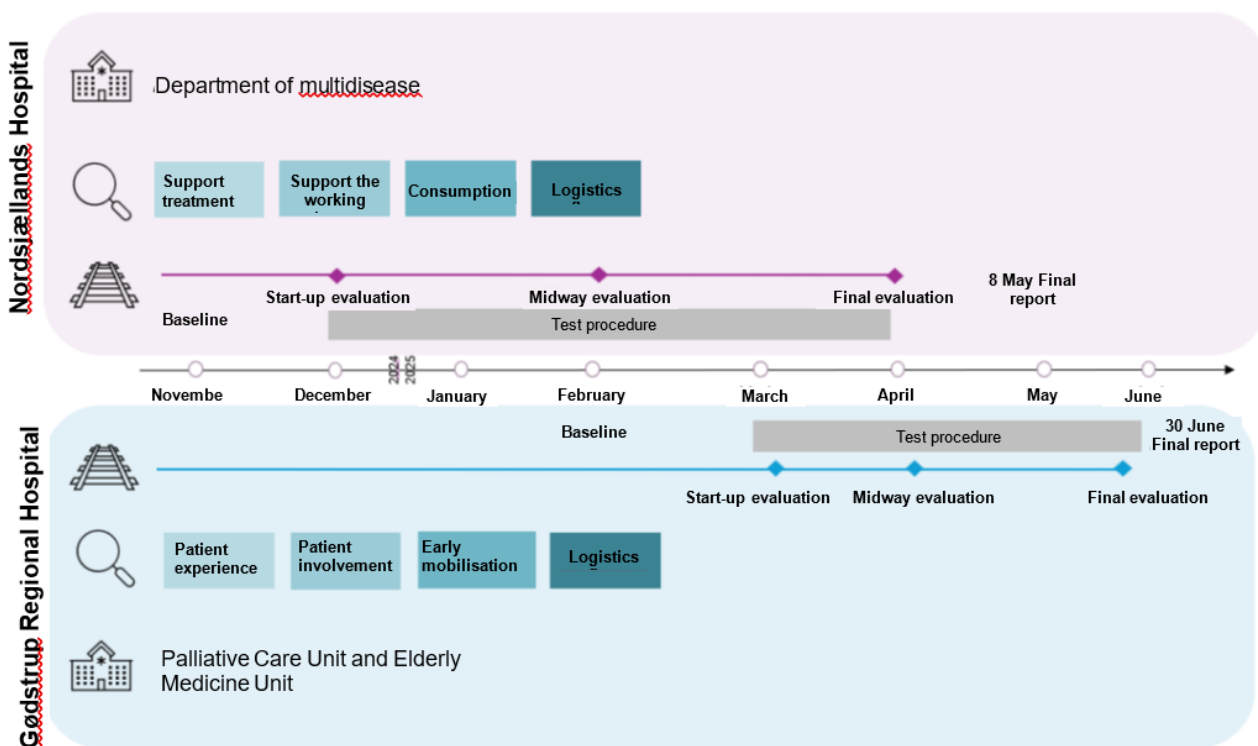 Nordsjællands Hospital
Department of multidisease
Support
treatment
Support the
working
Consumption
Logistics
Start-up evaluation
Midway evaluation
Final evaluation
8 May Final
report
Baseline
Test procedure
2024
2025
Novembe
December
January
February
March
April
May
June
Baseline
Test procedure
30 June
Final report
Start-up evaluation
Midway evaluation
Final evaluation
Gødstrup Regional Hospital
Patient
experience
Patient
involvement
Early
mobilisation
Logistics
Palliative Care Unit and Elderly
Medicine Unit